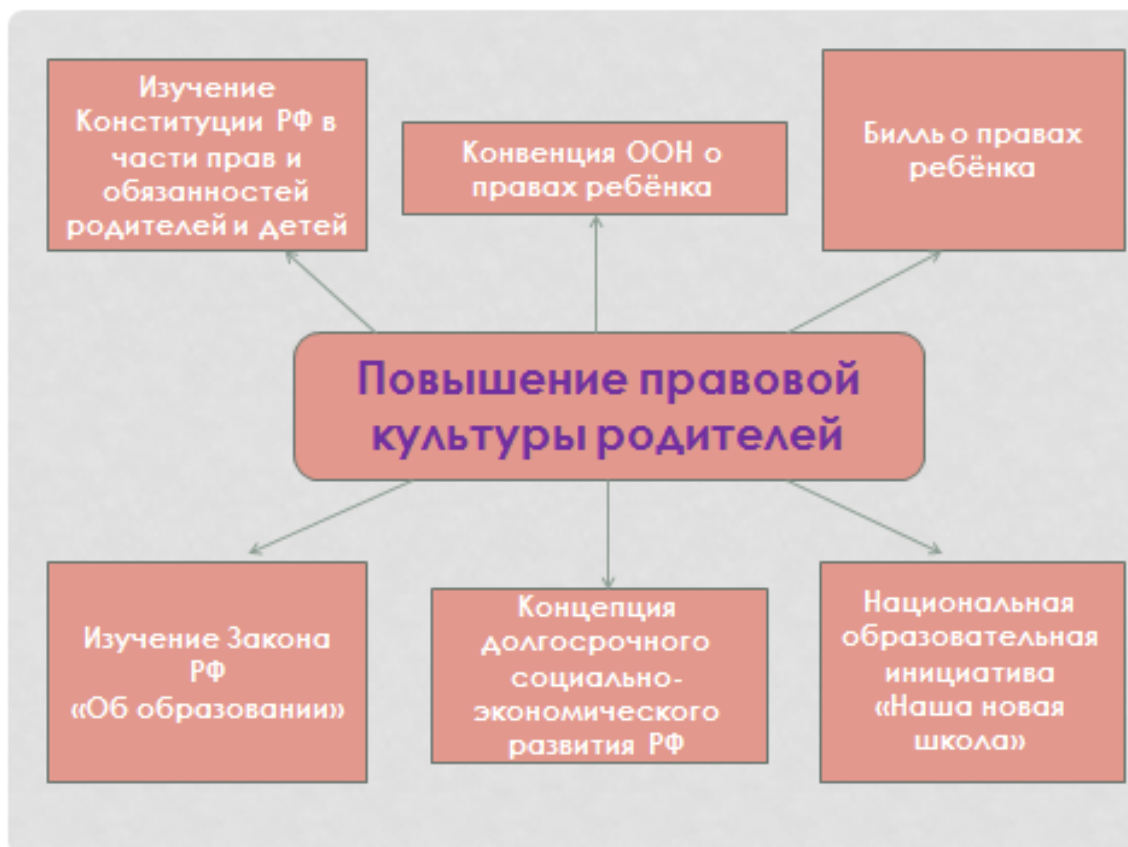 Изучение
Конституции РФ в
части прав и
обязанностей
родителей и детей
Конвенция ООН о
правах ребёнка
Билль о правах
ребёнка
Повышение правовой
культуры родителей
Изучение Закона
РФ
«Об образовании»
Концепция
долгосрочного
социально-
экономического
развития РФ
Национальная
образовательная
инициатива
«Наша новая
школа»